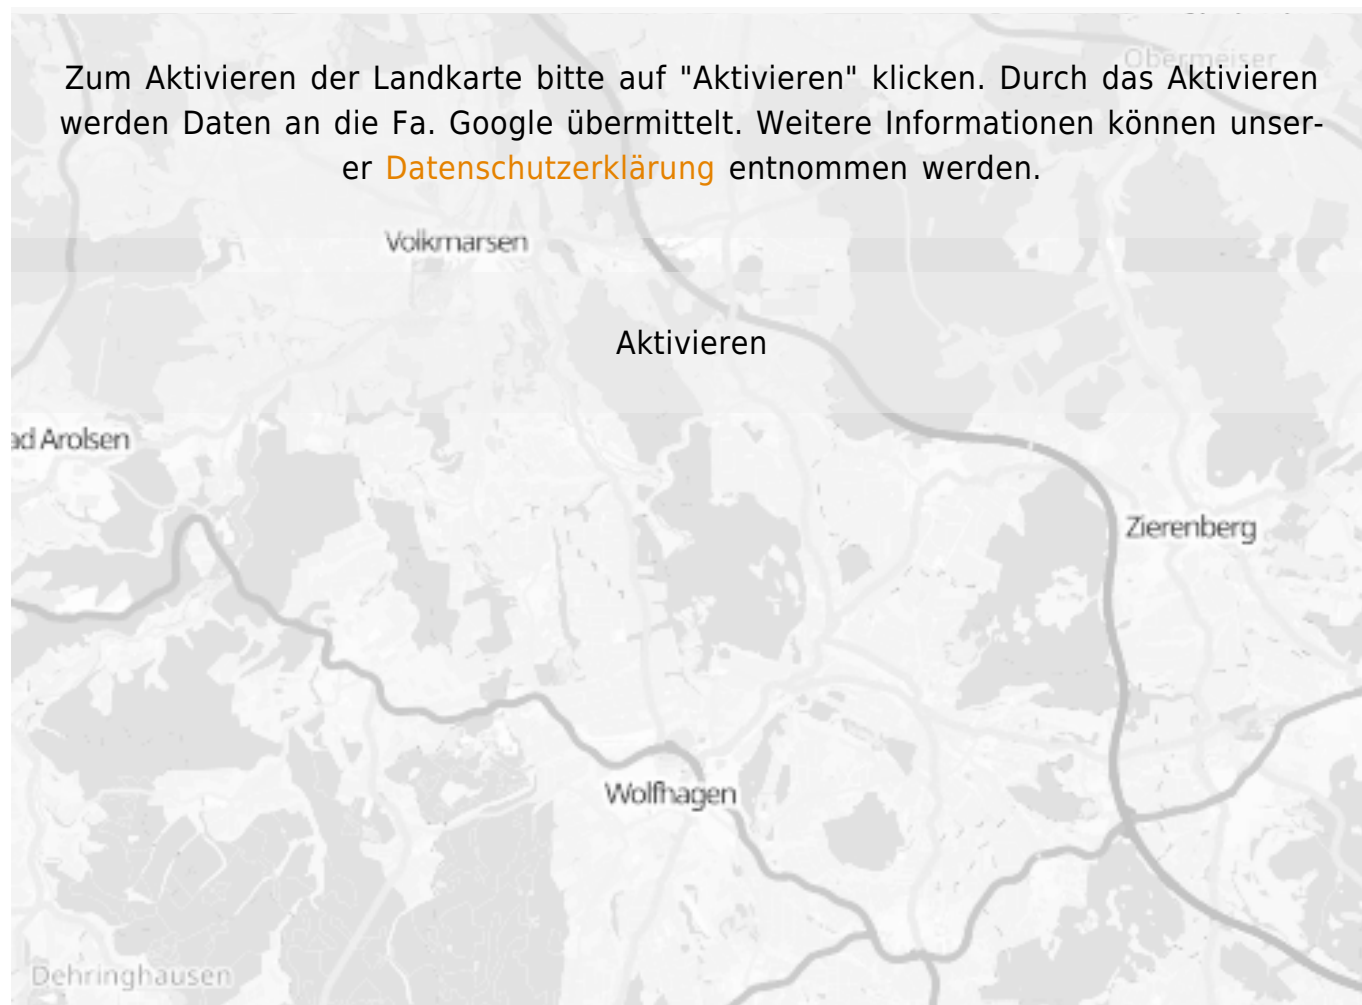 Obermeiser
Zum Aktivieren der Landkarte bitte auf "Aktivieren" klicken. Durch das Aktivieren
werden Daten an die Fa. Google übermittelt. Weitere Informationen können unser-
er Datenschutzerklärung entnommen werden.
Volkmarsen
Aktivieren
ad Arolsen
Zierenberg
Wolfhagen
Dehringhausen